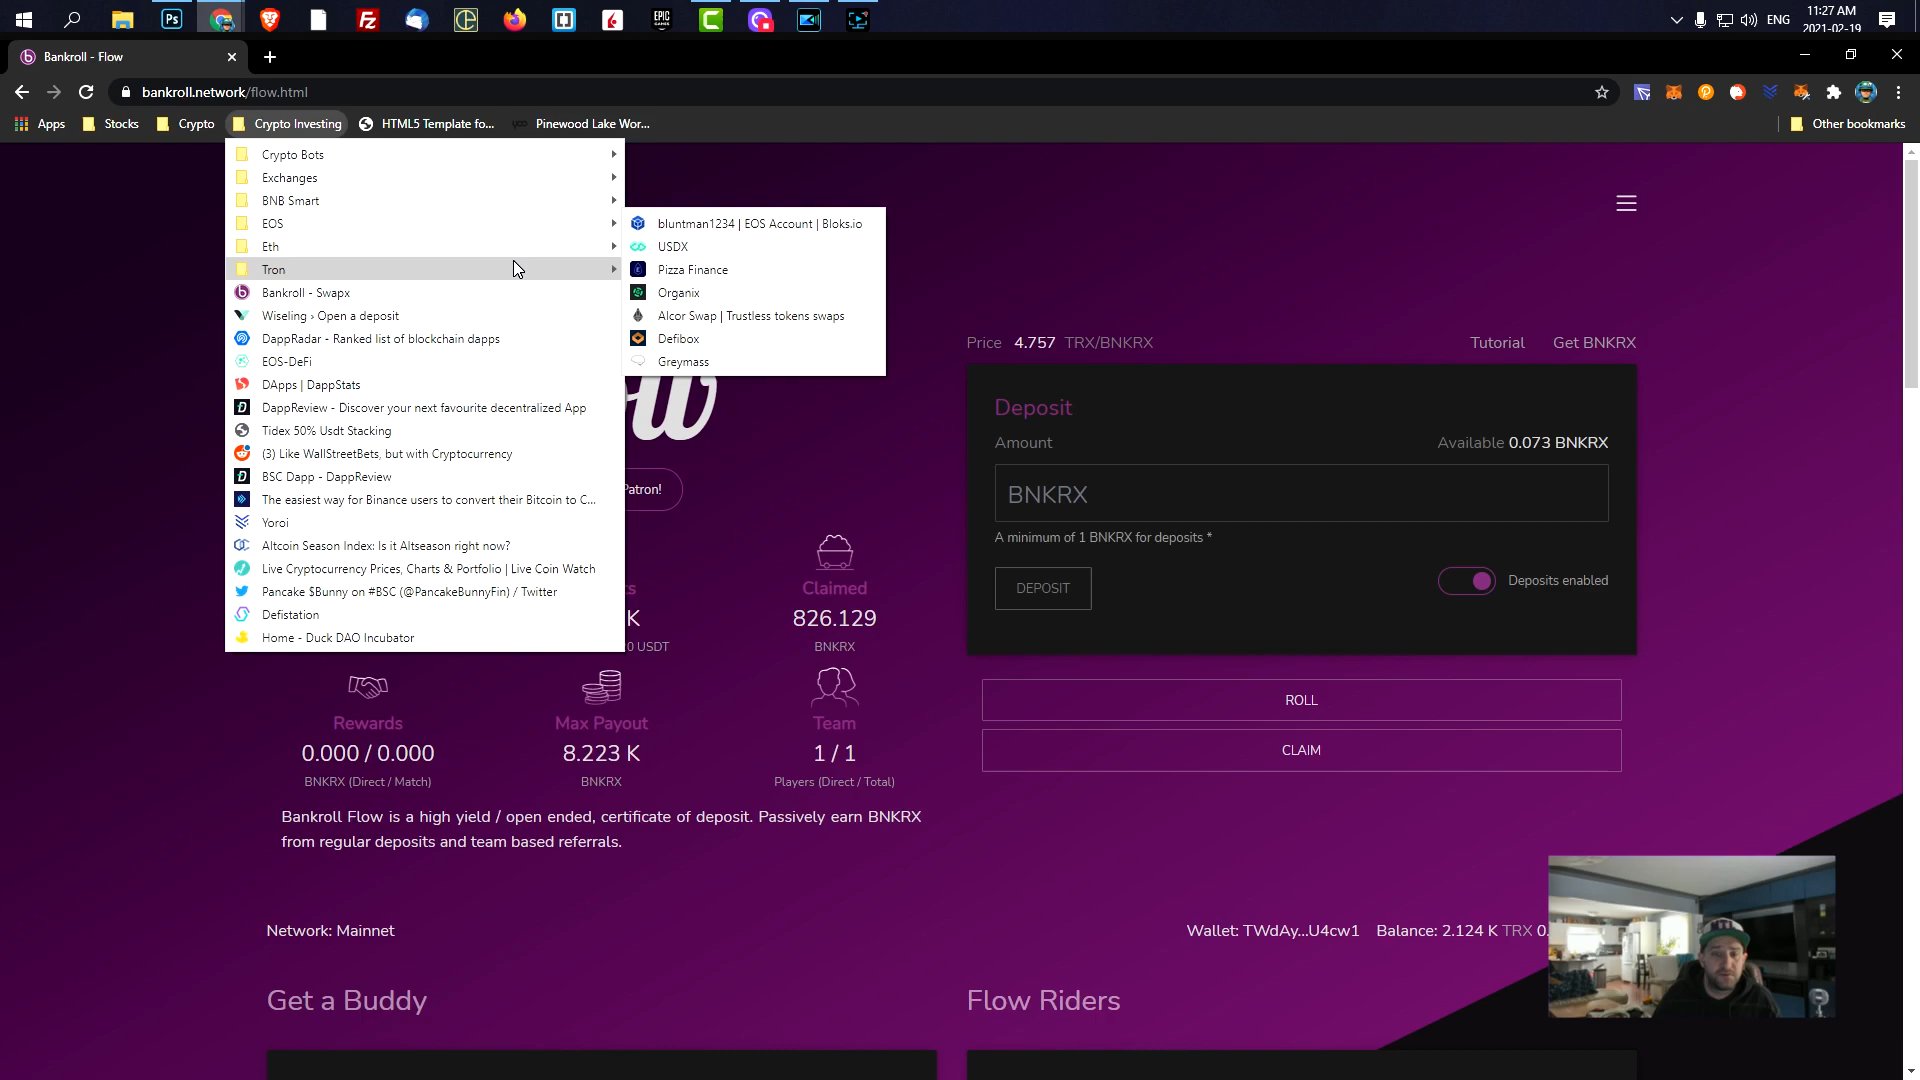 Ps
Fz
EPIC
GAMES
ENG
11:27 AM
2021-02-19
Bankroll - Flow
bankroll.network/flow.html
Apps
Stocks
Crypto
Crypto Investing
HTML5 Template fo...
Pinewood Lake Wor...
Other bookmarks
Crypto Bots
Exchanges
BNB Smart
EOS
Eth
Tron
Bankroll - Swapx
Wiseling › Open a deposit
DappRadar - Ranked list of blockchain dapps
EOS-DeFi
DApps | DappStats
DappReview - Discover your next favourite decentralized App
Tidex 50% Usdt Stacking
(3) Like WallStreetBets, but with Cryptocurrency
BSC Dapp - DappReview
The easiest way for Binance users to convert their Bitcoin to C...
Yoroi
Altcoin Season Index: Is it Altseason right now?
Live Cryptocurrency Prices, Charts & Portfolio | Live Coin Watch
Pancake $Bunny on #BSC (@PancakeBunnyFin) / Twitter
Defistation
Home - Duck DAO Incubator
bluntman1234 | EOS Account | Bloks.io
USDX
Pizza Finance
Organix
Alcor Swap | Trustless tokens swaps
Defibox
Greymass
Patron!
K
0 USDT
Claimed
826.129
BNKRX
Rewards
0.000 / 0.000
BNKRX (Direct / Match)
Max Payout
8.223 K
BNKRX
Team
1 / 1
Players (Direct / Total)
Bankroll Flow is a high yield / open ended, certificate of deposit. Passively earn BNKRX
from regular deposits and team based referrals.
Price 4.757 TRX/BNKRX
Tutorial
Get BNKRX
Deposit
Amount
Available 0.073 BNKRX
BNKRX
A minimum of 1 BNKRX for deposits *
DEPOSIT
Deposits enabled
ROLL
CLAIM
Network: Mainnet
Wallet: TWdAy...U4cw1
Balance: 2.124 K TRX 0.
Get a Buddy
Flow Riders